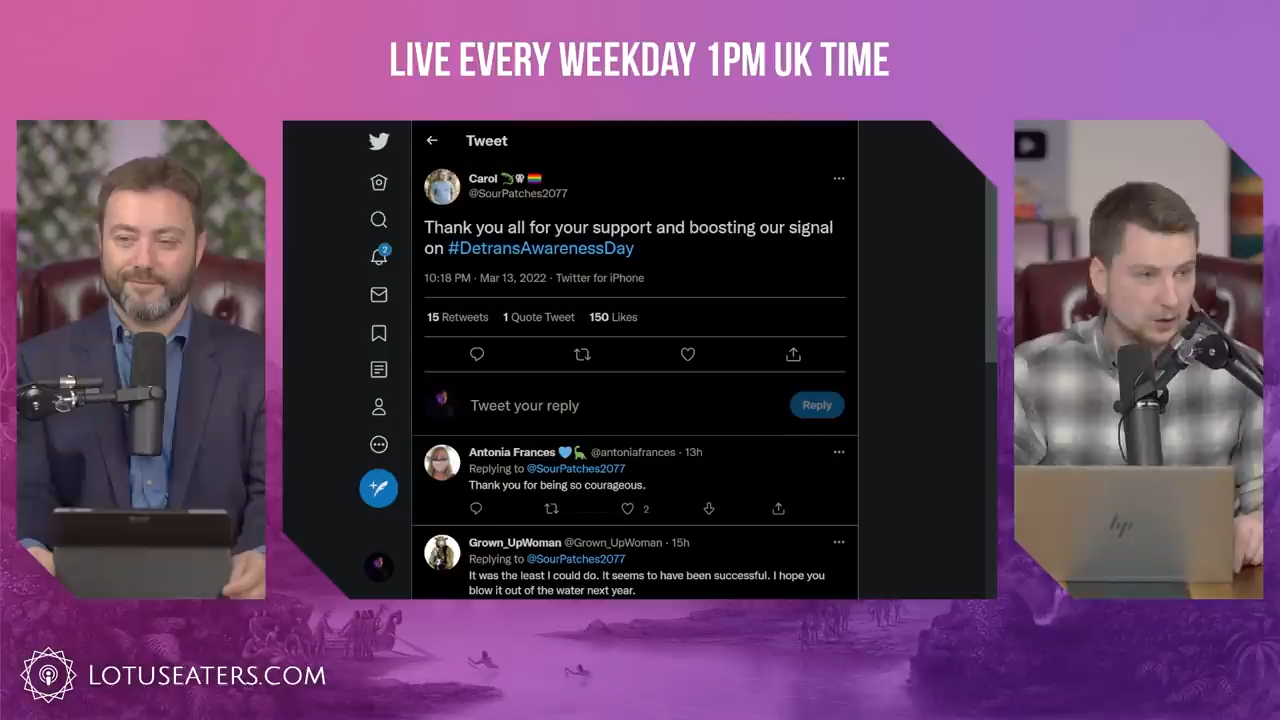 LIVE EVERY WEEKDAY 1PM UK TIME
Tweet
Carol
@SourPatches2077
Thank you all for your support and boosting our signal
on #DetransAwarenessDay
10:18 PM · Mar 13, 2022 · Twitter for iPhone
15 Retweets 1 Quote Tweet 150 Likes
Tweet your reply
Reply
2
Antonia Frances @antoniafrances · 13h
Replying to @SourPatches2077
Thank you for being so courageous.
2
Grown_UpWoman @Grown_UpWoman · 15h
Replying to @SourPatches2077
It was the least I could do. It seems to have been successful. I hope you
blow it out of the water next year.
hp
LOTUSEATERS.COM